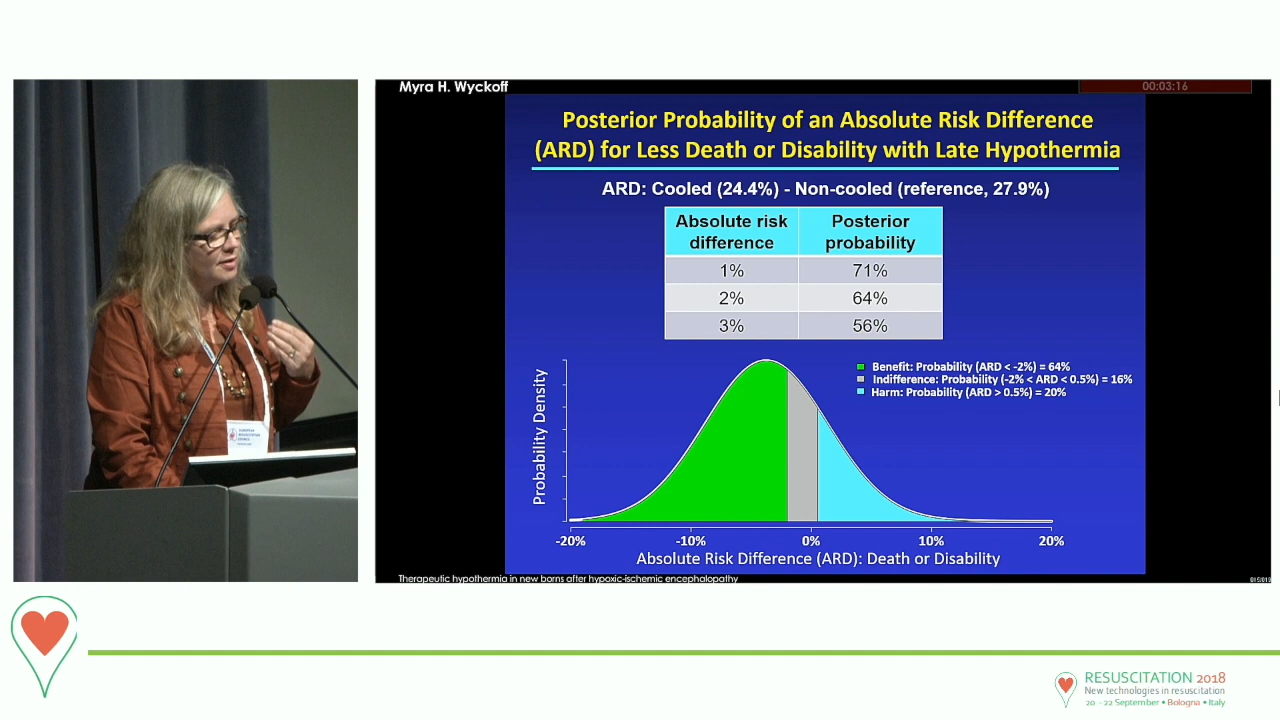 Myra H. Wyckoff
00:03:16
Posterior Probability of an Absolute Risk Difference
(ARD) for Less Death or Disability with Late Hypothermia
ARD: Cooled (24.4%) - Non-cooled (reference, 27.9%)
Absolute risk difference Posterior probability
1% 71%
2% 64%
3% 56%
Benefit: Probability (ARD < -2%) = 64%
Indifference: Probability (-2% < ARD < 0.5%) = 16%
Harm: Probability (ARD > 0.5%) = 20%
Probability Density
-20% -10% 0% 10% 20%
Absolute Risk Difference (ARD): Death or Disability
Therapeutic hypothermia in new borns after hypoxic-ischemic encephalopathy
EUROPEAN
RESUSCITATION
COUNCIL
RESUSCITATION 2018
New technologies in resuscitation
20 - 22 September • Bologna • Italy